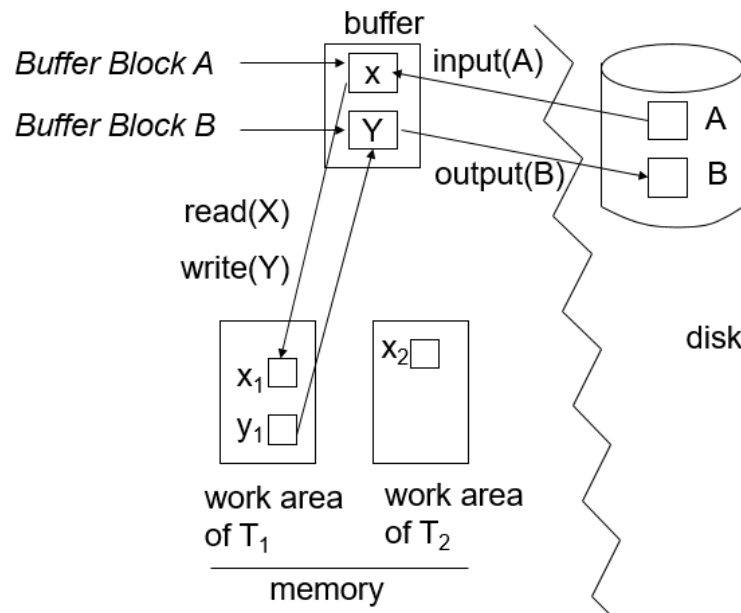 buffer
Buffer Block A
x
input(A)
A
Buffer Block B
Y
output(B)
B
read(X)
write(Y)
disk
x₁
y₁
x₂
work area
of T₁
work area
of T₂
memory